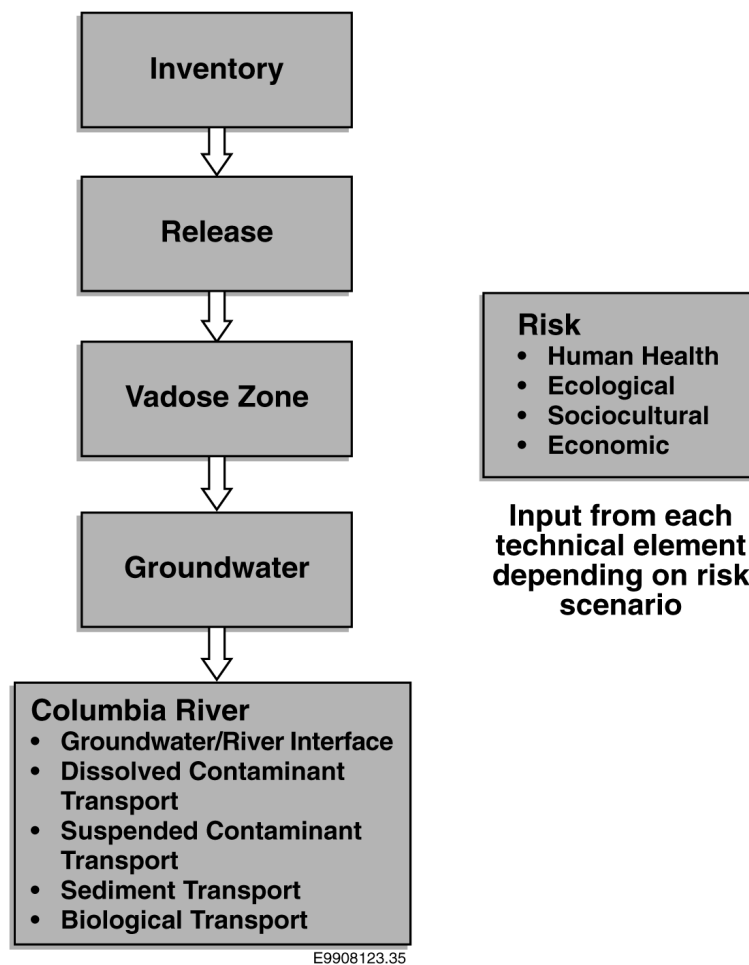 Inventory
Release
Vadose Zone
Groundwater
Columbia River
• Groundwater/River Interface
• Dissolved Contaminant
Transport
• Suspended Contaminant
Transport
• Sediment Transport
• Biological Transport
E9908123.35
Risk
• Human Health
• Ecological
• Sociocultural
• Economic
Input from each
technical element
depending on risk
scenario